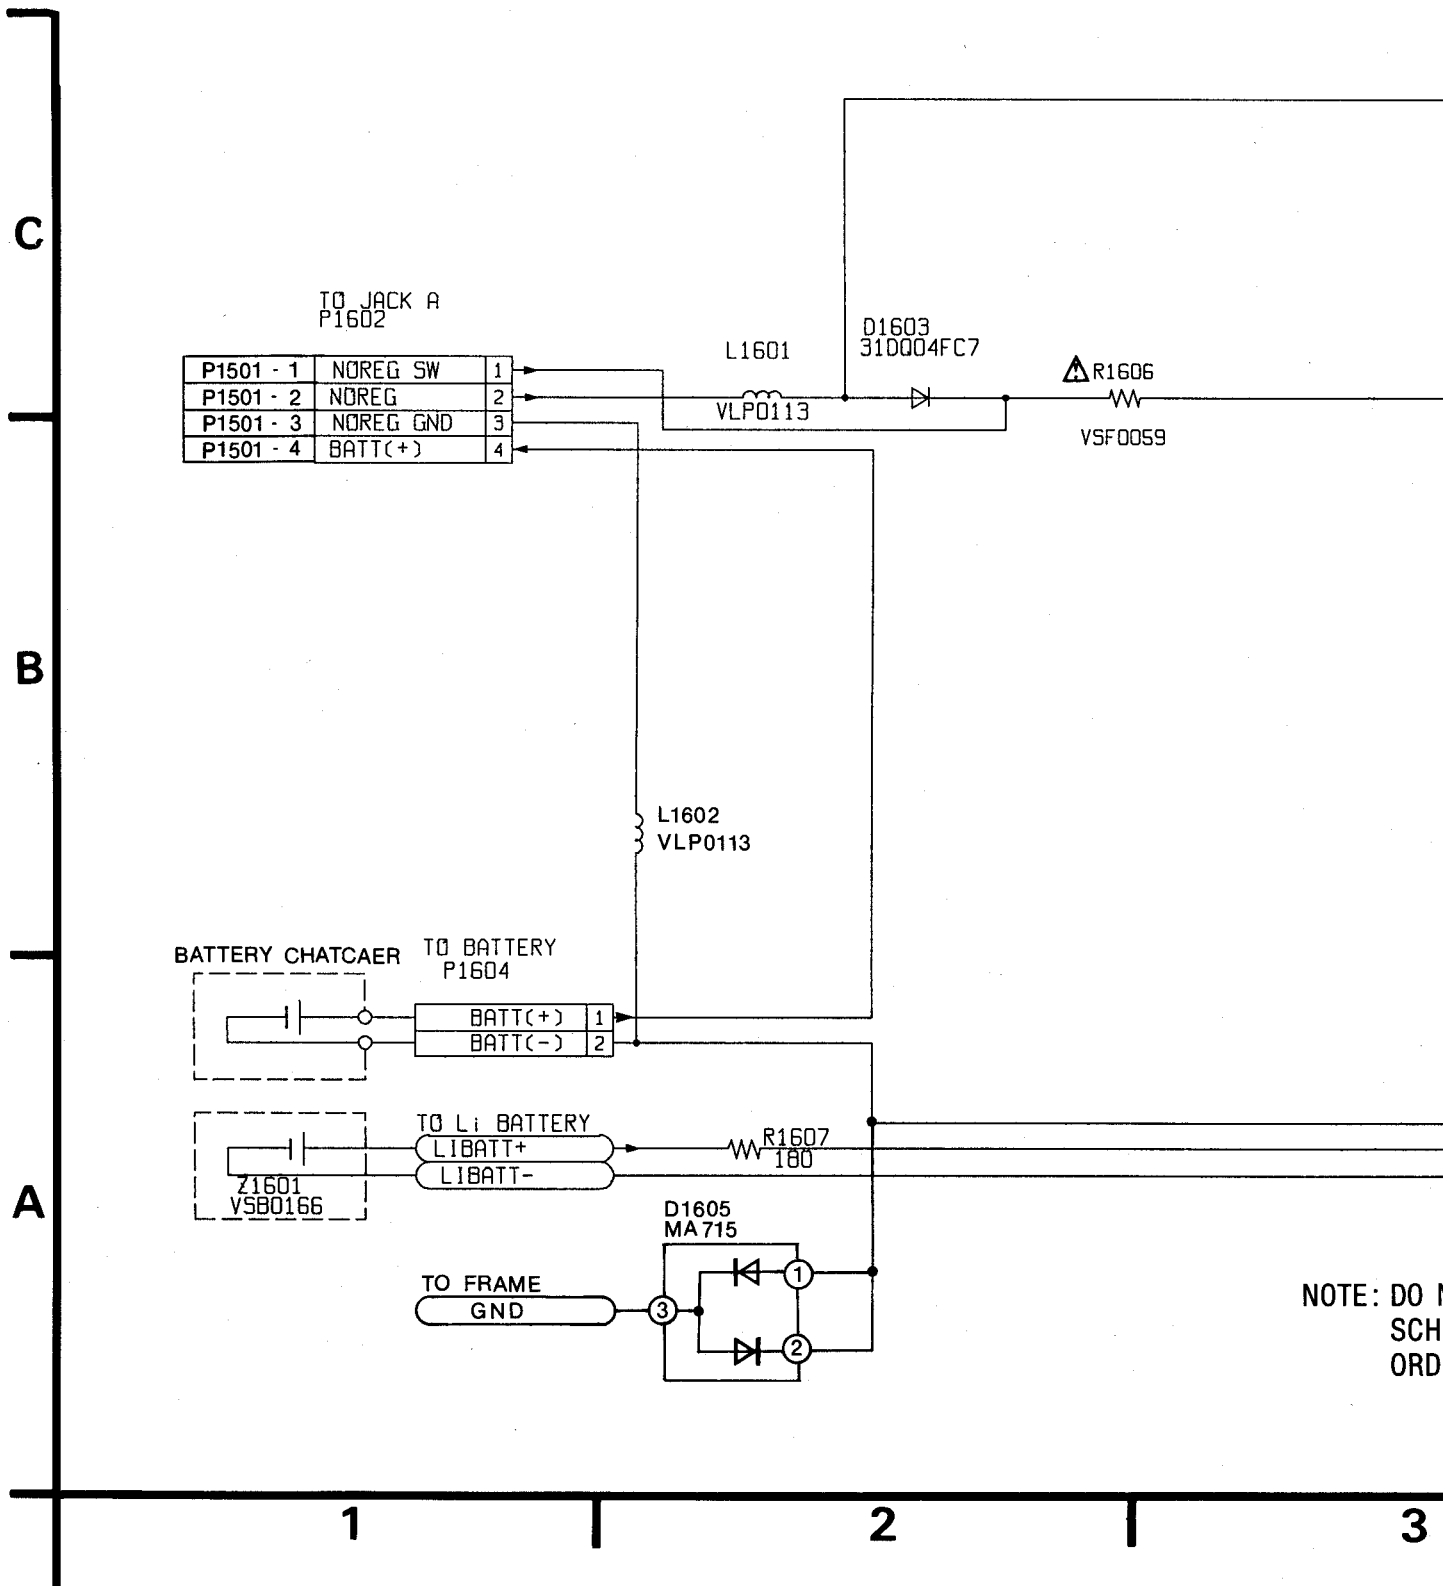 C
TO JACK A
P1602
P1501 - 1 NOREG SW 1
P1501 - 2 NOREG 2
P1501 - 3 NOREG GND 3
P1501 - 4 BATT(+) 4
L1601
VLP0113
D1603
31DQ04FC7
R1606
VSF0059
B
L1602
VLP0113
BATTERY CHATCAER
TO BATTERY
P1604
BATT(+) 1
BATT(-) 2
A
TO Li BATTERY
LIBATT+
LIBATT-
Z1601
VSB0166
R1607
180
D1605
MA715
1
2
3
TO FRAME
GND
NOTE: DO N
SCH
ORD
1 2 3